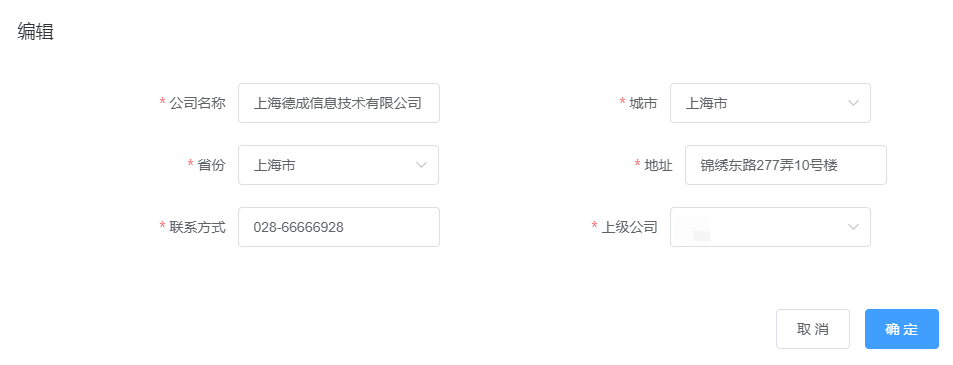 编辑
* 公司名称 上海德成信息技术有限公司 * 城市 上海市
* 省份 上海市 * 地址 锦绣东路277弄10号楼
* 联系方式 028-66666928 * 上级公司
取消 确定